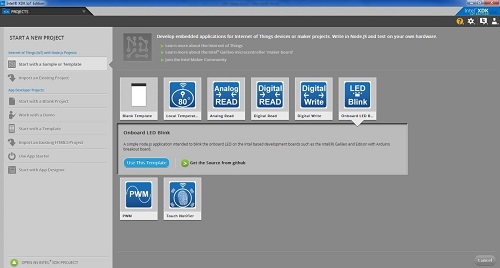 Intel® XDK IoT Edition
PROJECTS
intel XDK
START A NEW PROJECT
Internet of Things (IoT) with Node.js Projects
Start with a Sample or Template
Import an Existing Project
App Developer Projects
Start with a Blank Project
Work with a Demo
Start with a Template
Import an Existing HTML5 Project
Use App Starter
Start with App Designer
OPEN AN INTEL® XDK PROJECT
Develop embedded applications for Internet of Things devices or maker projects. Write in Node JS and test on your own hardware.
Learn more about the Internet of Things
Learn more about the Intel® Galileo
Join the Intel Maker Community
80°
Analog
READ
Digital
READ
Digital
Write
LED
Blink
Blank Template
Local Temperatur...
Analog Read
Digital Read
Digital Write
Onboard LED B...
Onboard LED Blink
A simple node.js application intended to blink the onboard LED on the Intel based development boards such as the Intel(R) Galileo and Edison with Arduino
breakout board.
Use This Template
Get the Source from github
PWM
PWM
Touch Notifier
Cancel